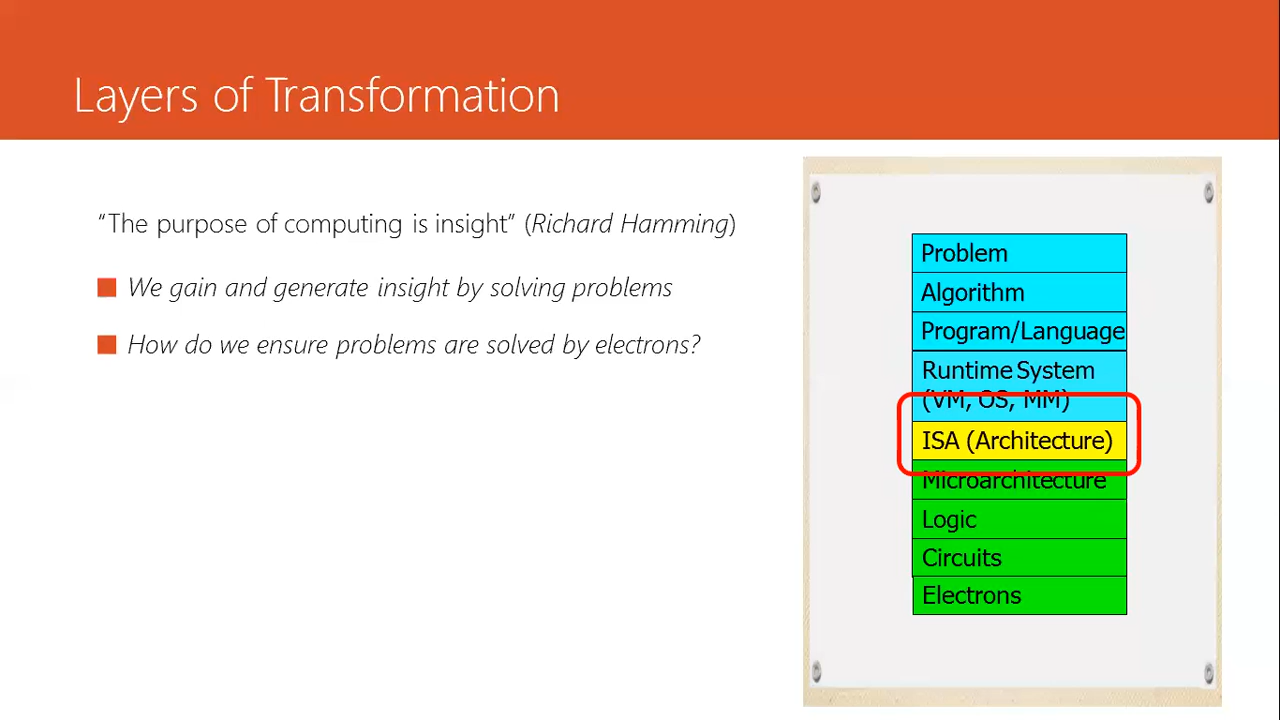 Layers of Transformation
“The purpose of computing is insight” (Richard Hamming)
We gain and generate insight by solving problems
How do we ensure problems are solved by electrons?
Problem
Algorithm
Program/Language
Runtime System
(VM, OS, MM)
ISA (Architecture)
Microarchitecture
Logic
Circuits
Electrons